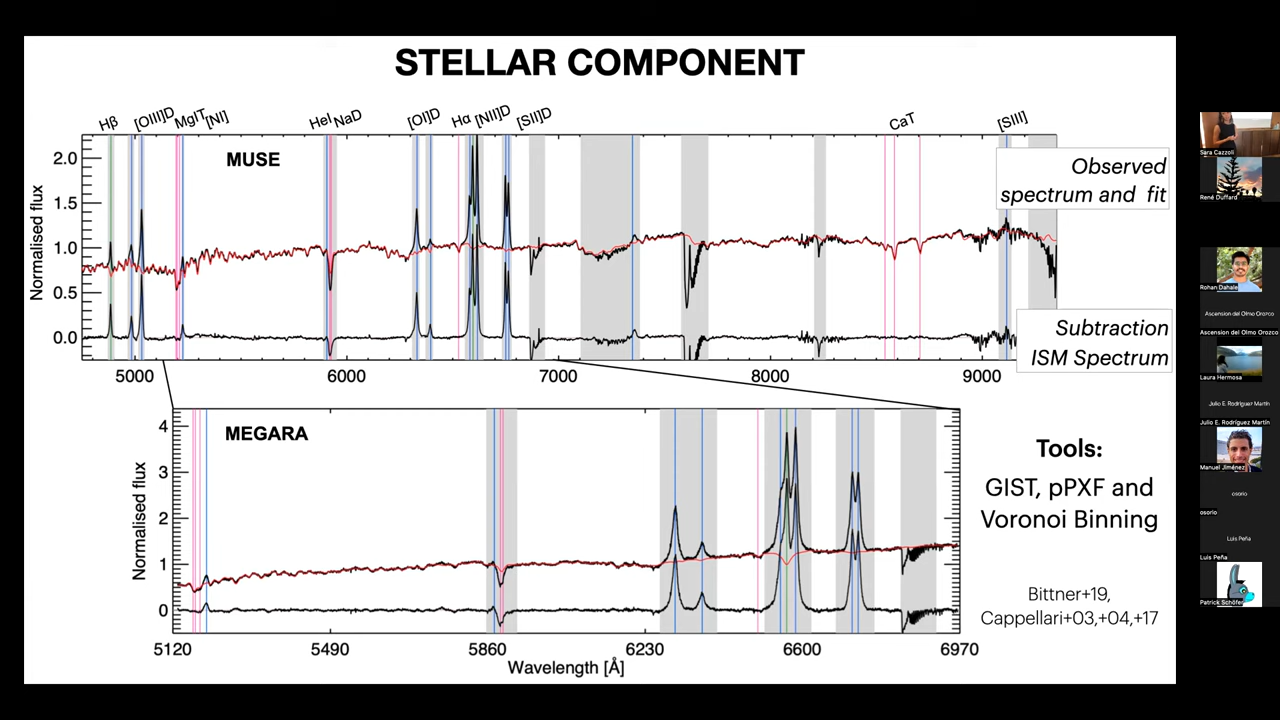 STELLAR COMPONENT
Hβ [OIII]D MgIT [NI] HeI NaD [OI]D Hα [NII]D [SII]D CaT [SIII]
MUSE
Observed
spectrum and fit
Normalised flux
2.0
1.5
1.0
0.5
0.0
Subtraction
ISM Spectrum
5000 6000 7000 8000 9000
MEGARA
Normalised flux
4
3
2
1
0
5120 5490 5860 6230 6600 6970
Wavelength [Å]
Tools:
GIST, pPXF and
Voronoi Binning
Bittner+19,
Cappellari+03,+04,+17
Sara Cazzoli
René Duffard
Rohan Dahale
Ascension del Olmo Orozco
Ascension del Olmo Orozco
Laura Hermosa
Julio E. Rodríguez Martín
Julio E. Rodríguez Martín
Manuel Jiménez
osorio
osorio
Luis Peña
Luis Peña
Patrick Schöfer